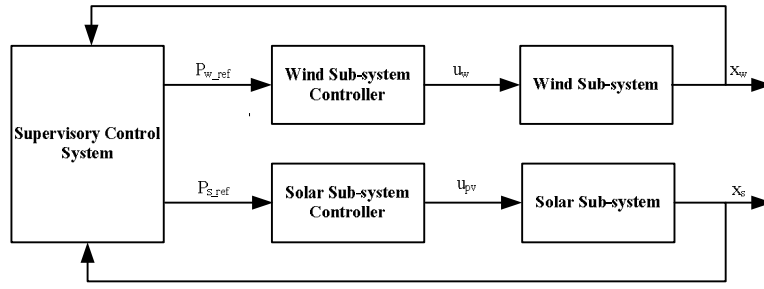 P_w_ref
Wind Sub-system
Controller
u_w
Wind Sub-system
x_w
Supervisory Control
System
P_s_ref
Solar Sub-system
Controller
u_pv
Solar Sub-system
x_s